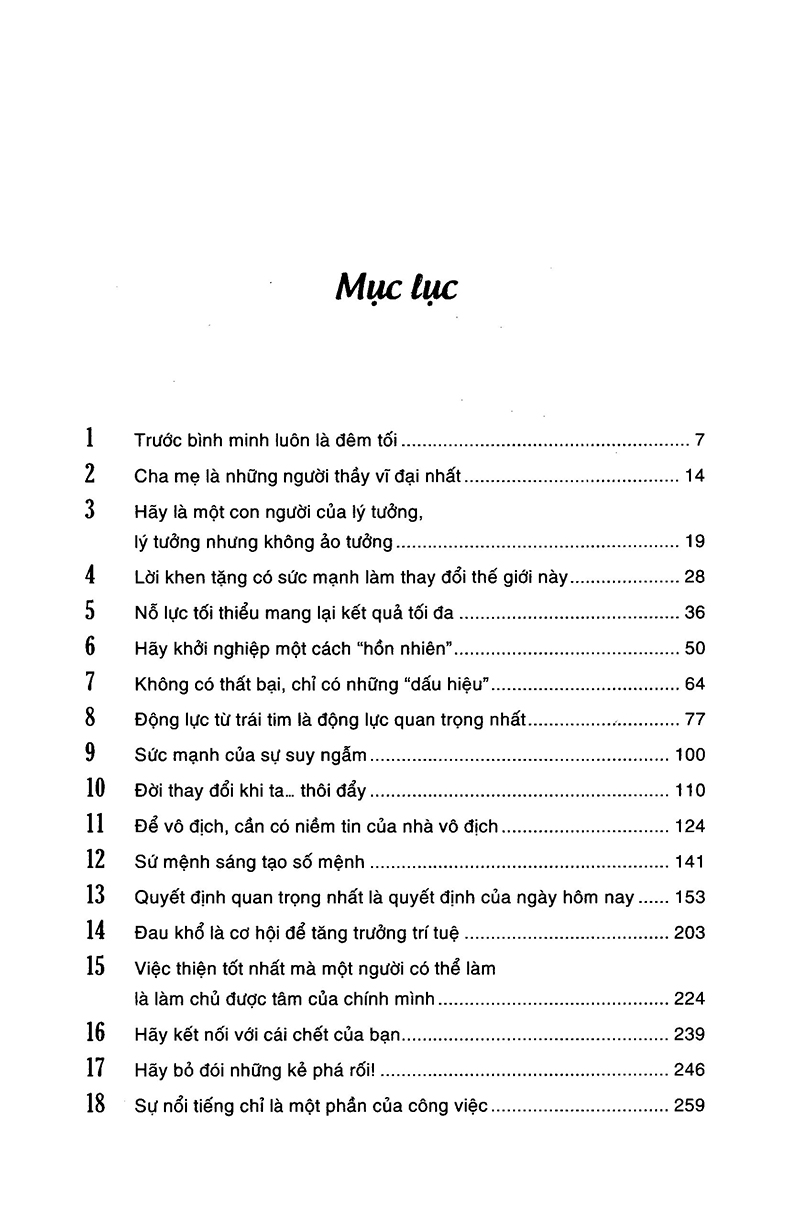 Mục lục
1 Trước bình minh luôn là đêm tối ........ 7
2 Cha mẹ là những người thầy vĩ đại nhất ........ 14
3 Hãy là một con người của lý tưởng,
lý tưởng nhưng không ảo tưởng ........ 19
4 Lời khen tặng có sức mạnh làm thay đổi thế giới này ........ 28
5 Nỗ lực tối thiểu mang lại kết quả tối đa ........ 36
6 Hãy khởi nghiệp một cách “hồn nhiên” ........ 50
7 Không có thất bại, chỉ có những “dấu hiệu” ........ 64
8 Động lực từ trái tim là động lực quan trọng nhất ........ 77
9 Sức mạnh của sự suy ngẫm ........ 100
10 Đời thay đổi khi ta... thôi đẩy ........ 110
11 Để vô địch, cần có niềm tin của nhà vô địch ........ 124
12 Sứ mệnh sáng tạo số mệnh ........ 141
13 Quyết định quan trọng nhất là quyết định của ngày hôm nay ...... 153
14 Đau khổ là cơ hội để tăng trưởng trí tuệ ........ 203
15 Việc thiện tốt nhất mà một người có thể làm
là làm chủ được tâm của chính mình ........ 224
16 Hãy kết nối với cái chết của bạn ........ 239
17 Hãy bỏ đói những kẻ phá rối! ........ 246
18 Sự nổi tiếng chỉ là một phần của công việc ........ 259